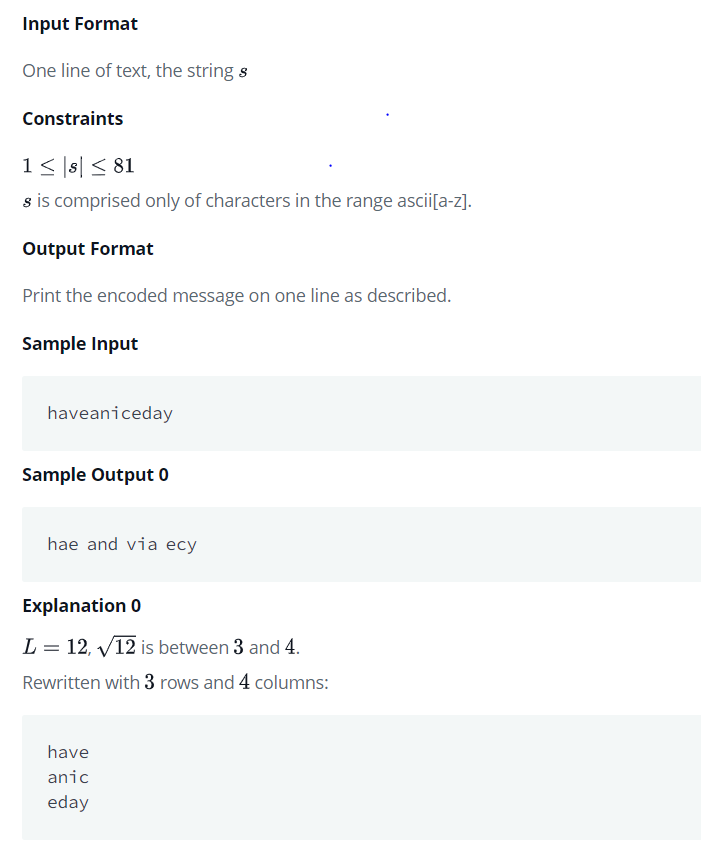 Input Format
One line of text, the string s
Constraints
1 ≤ |s| ≤ 81
s is comprised only of characters in the range ascii[a-z].
Output Format
Print the encoded message on one line as described.
Sample Input
haveaniceday
Sample Output 0
hae and via ecy
Explanation 0
L = 12, √12 is between 3 and 4.
Rewritten with 3 rows and 4 columns:
have
anic
eday